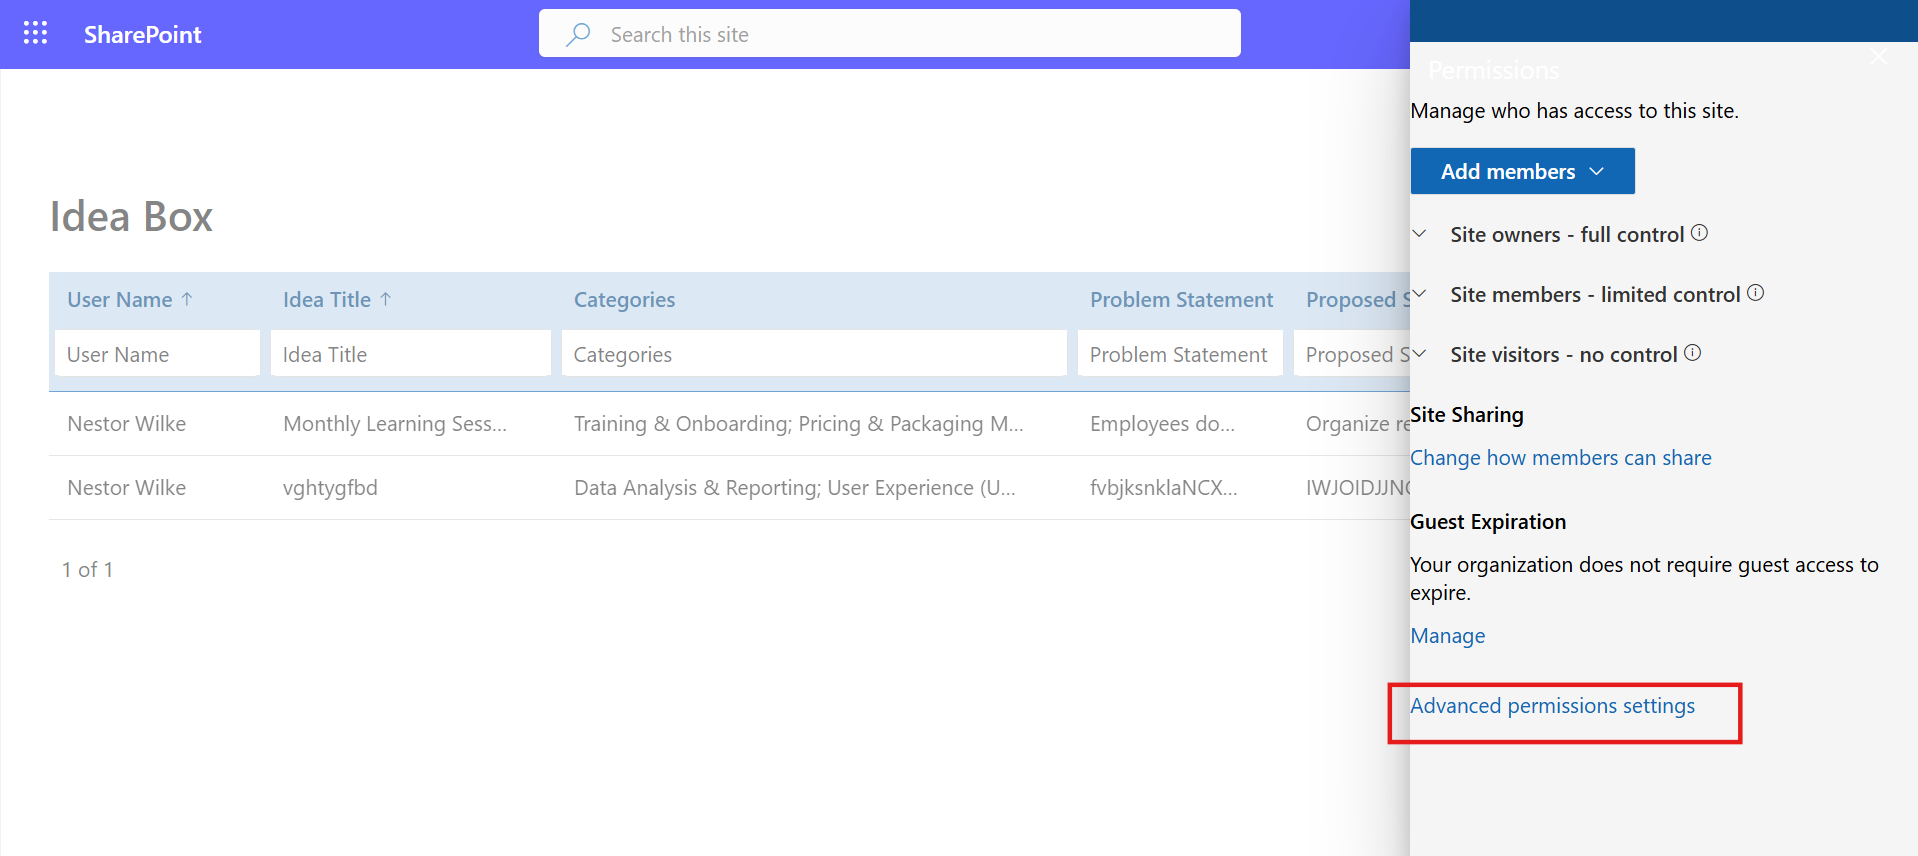 SharePoint
Search this site
Permissions
Manage who has access to this site.
Add members
Site owners - full control
Site members - limited control
Site visitors - no control
Site Sharing
Change how members can share
Guest Expiration
Your organization does not require guest access to
expire.
Manage
Advanced permissions settings
Idea Box
User Name ↑ Idea Title ↑ Categories Problem Statement Proposed S
User Name Idea Title Categories Problem Statement Proposed S
Nestor Wilke Monthly Learning Sess... Training & Onboarding; Pricing & Packaging M... Employees do... Organize re
Nestor Wilke vghtygfbd Data Analysis & Reporting; User Experience (U... fvbjksnklaNCX... IWJOIDJJNC
1 of 1